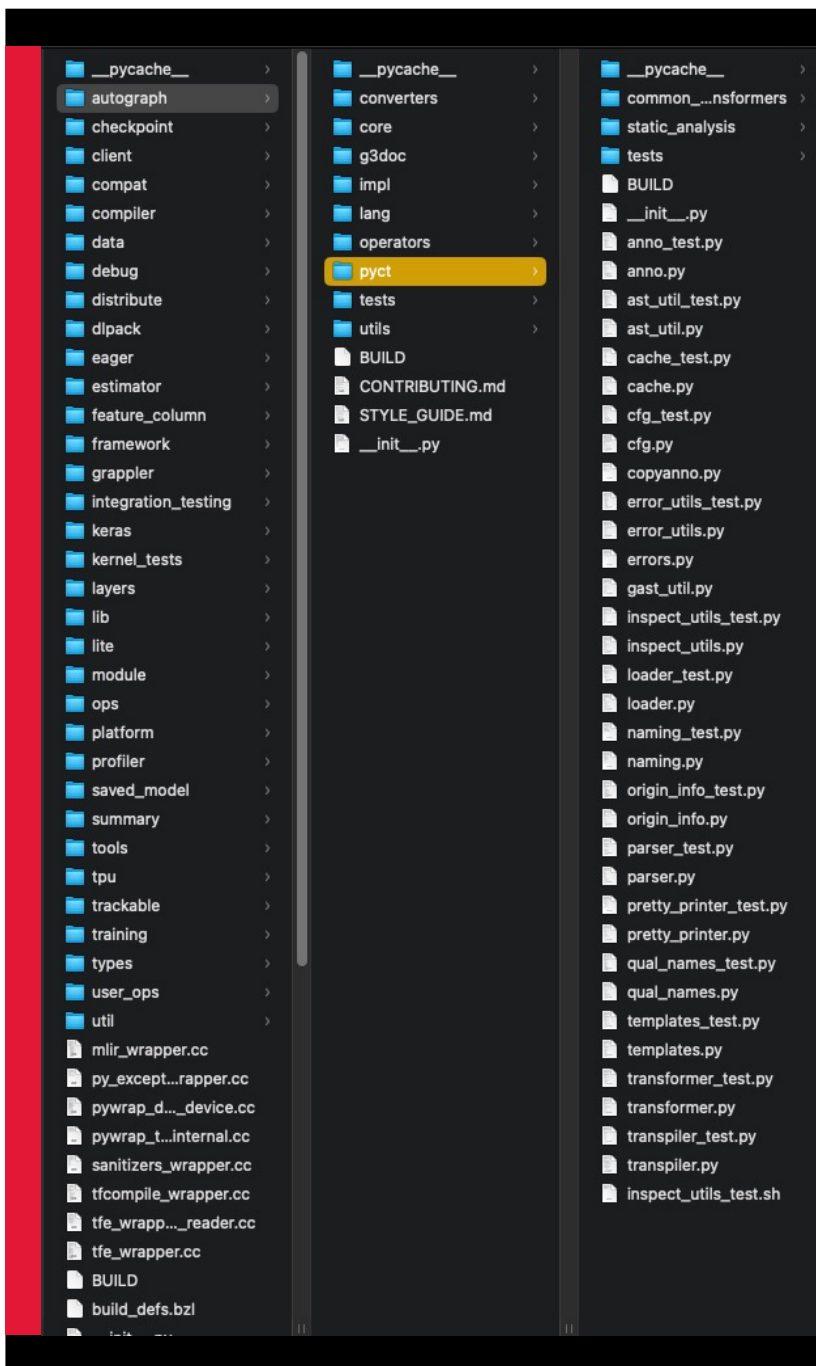 __pycache__
autograph
checkpoint
client
compat
compiler
data
debug
distribute
dlpack
eager
estimator
feature_column
framework
grappler
integration_testing
keras
kernel_tests
layers
lib
lite
module
ops
platform
profiler
saved_model
summary
tools
tpu
trackable
training
types
user_ops
util
mlir_wrapper.cc
py_except...rapper.cc
pywrap_d..._device.cc
pywrap_t...internal.cc
sanitizers_wrapper.cc
tfcompile_wrapper.cc
tfe_wrapp..._reader.cc
tfe_wrapper.cc
BUILD
build_defs.bzl
__pycache__
converters
core
g3doc
impl
lang
operators
pyct
tests
utils
BUILD
CONTRIBUTING.md
STYLE_GUIDE.md
__init__.py
__pycache__
common_...nsformers
static_analysis
tests
BUILD
__init__.py
anno_test.py
anno.py
ast_util_test.py
ast_util.py
cache_test.py
cache.py
cfg_test.py
cfg.py
copyanno.py
error_utils_test.py
error_utils.py
errors.py
gast_util.py
inspect_utils_test.py
inspect_utils.py
loader_test.py
loader.py
naming_test.py
naming.py
origin_info_test.py
origin_info.py
parser_test.py
parser.py
pretty_printer_test.py
pretty_printer.py
qual_names_test.py
qual_names.py
templates_test.py
templates.py
transformer_test.py
transformer.py
transpiler_test.py
transpiler.py
inspect_utils_test.sh